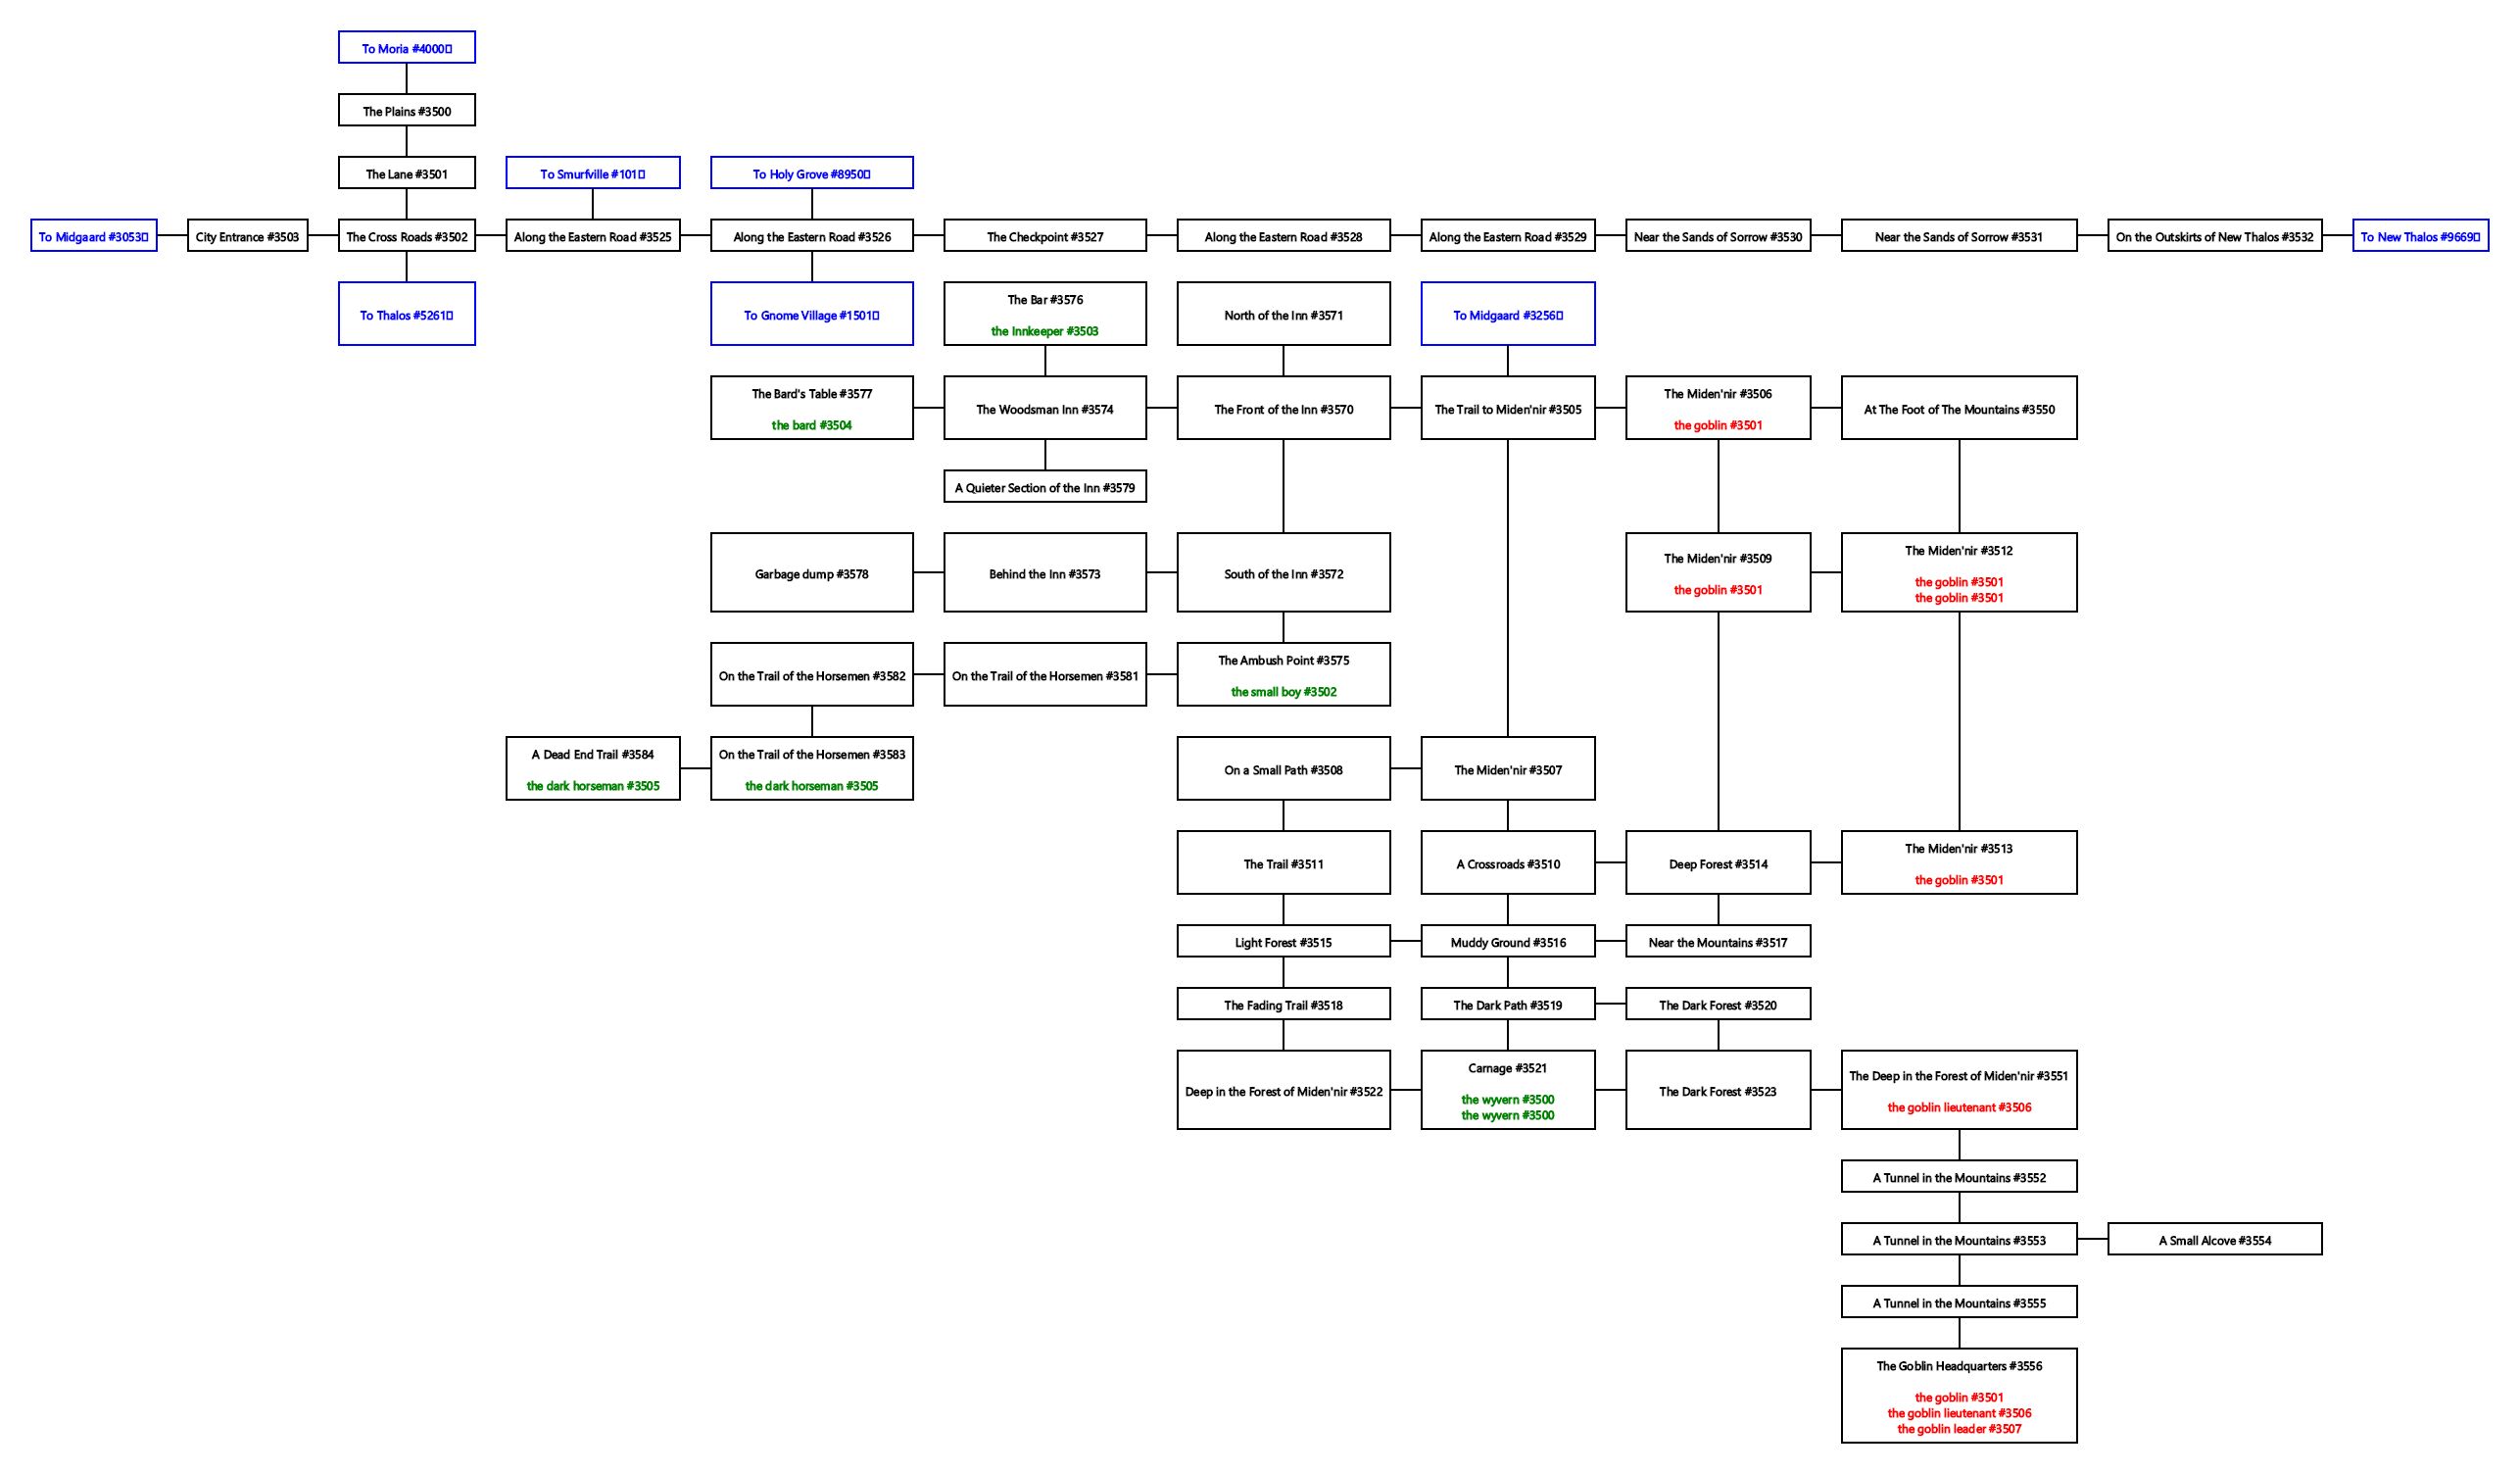 To Moria #4000
The Plains #3500
The Lane #3501
To Smurfville #101
To Holy Grove #8950
To Midgaard #3053
City Entrance #3503
The Cross Roads #3502
Along the Eastern Road #3525
Along the Eastern Road #3526
The Checkpoint #3527
Along the Eastern Road #3528
Along the Eastern Road #3529
Near the Sands of Sorrow #3530
Near the Sands of Sorrow #3531
On the Outskirts of New Thalos #3532
To New Thalos #9669
To Thalos #5261
To Gnome Village #1501
The Bar #3576
the Innkeeper #3503
North of the Inn #3571
To Midgaard #3256
The Bard's Table #3577
the bard #3504
The Woodsman Inn #3574
The Front of the Inn #3570
The Trail to Miden'nir #3505
The Miden'nir #3506
the goblin #3501
At The Foot of The Mountains #3550
A Quieter Section of the Inn #3579
Garbage dump #3578
Behind the Inn #3573
South of the Inn #3572
The Miden'nir #3509
the goblin #3501
The Miden'nir #3512
the goblin #3501
the goblin #3501
On the Trail of the Horsemen #3582
On the Trail of the Horsemen #3581
The Ambush Point #3575
the small boy #3502
A Dead End Trail #3584
the dark horseman #3505
On the Trail of the Horsemen #3583
the dark horseman #3505
On a Small Path #3508
The Miden'nir #3507
The Trail #3511
A Crossroads #3510
Deep Forest #3514
The Miden'nir #3513
the goblin #3501
Light Forest #3515
Muddy Ground #3516
Near the Mountains #3517
The Fading Trail #3518
The Dark Path #3519
The Dark Forest #3520
Deep in the Forest of Miden'nir #3522
Carnage #3521
the wyvern #3500
the wyvern #3500
The Dark Forest #3523
The Deep in the Forest of Miden'nir #3551
the goblin lieutenant #3506
A Tunnel in the Mountains #3552
A Tunnel in the Mountains #3553
A Small Alcove #3554
A Tunnel in the Mountains #3555
The Goblin Headquarters #3556
the goblin #3501
the goblin lieutenant #3506
the goblin leader #3507